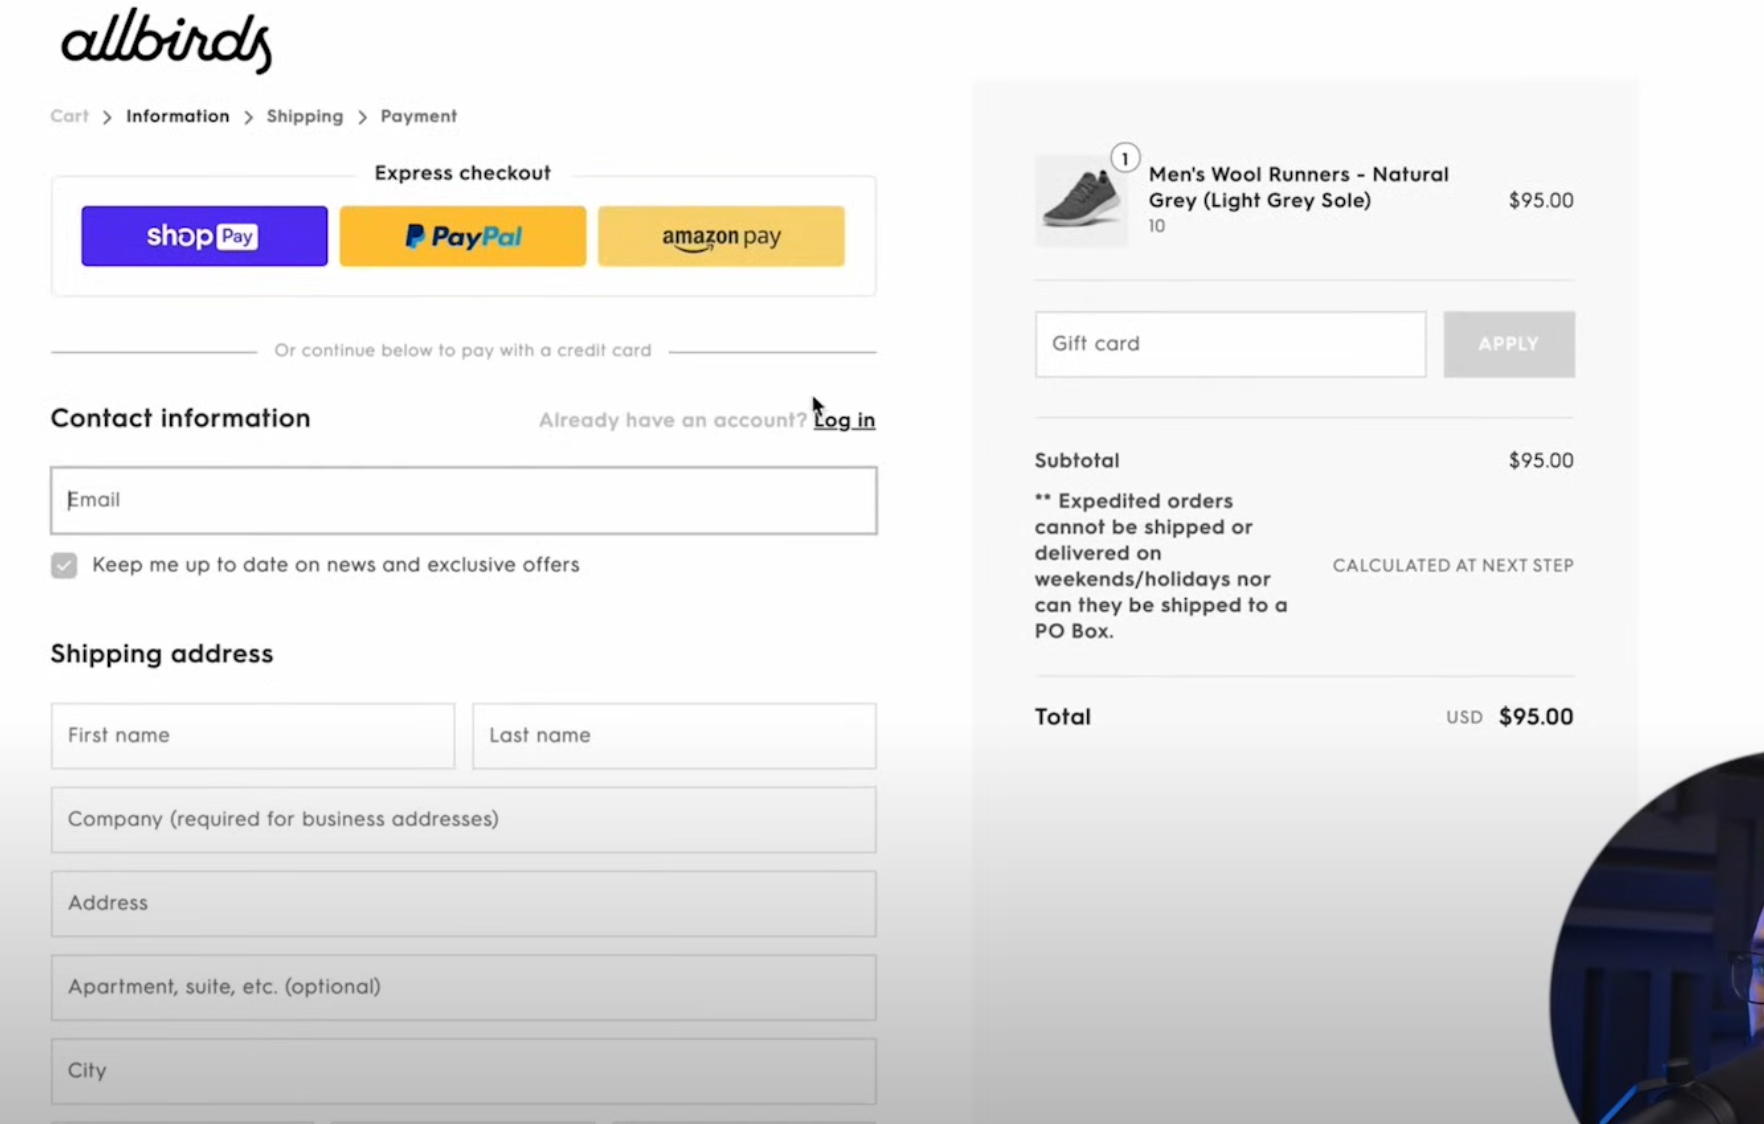 allbirds
Cart > Information > Shipping > Payment
Express checkout
shop Pay
PayPal
amazon pay
Or continue below to pay with a credit card
Contact information
Already have an account? Log in
Email
Keep me up to date on news and exclusive offers
Shipping address
First name
Last name
Company (required for business addresses)
Address
Apartment, suite, etc. (optional)
City
1
Men's Wool Runners - Natural
Grey (Light Grey Sole)
10
$95.00
Gift card
APPLY
Subtotal
$95.00
** Expedited orders
cannot be shipped or
delivered on
weekends/holidays nor
can they be shipped to a
PO Box.
CALCULATED AT NEXT STEP
Total
USD $95.00